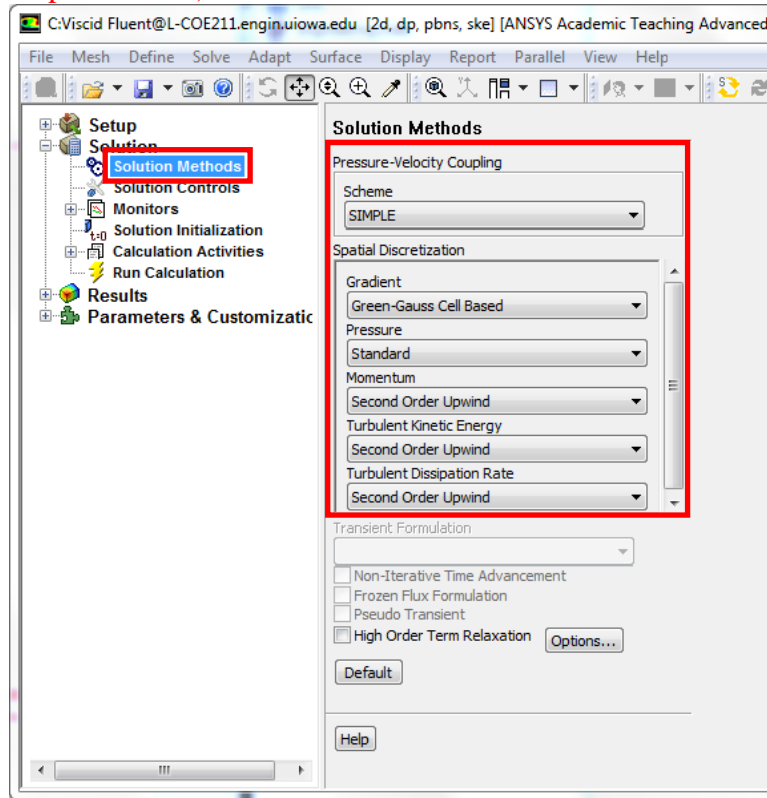 C:Viscid Fluent@L-COE211.engin.uiowa.edu [2d, dp, pbns, ske] [ANSYS Academic Teaching Advanced
File Mesh Define Solve Adapt Surface Display Report Parallel View Help
Setup
Solution
Solution Methods
Solution Controls
Monitors
Solution Initialization
Calculation Activities
Run Calculation
Results
Parameters & Customizatic
Solution Methods
Pressure-Velocity Coupling
Scheme
SIMPLE
Spatial Discretization
Gradient
Green-Gauss Cell Based
Pressure
Standard
Momentum
Second Order Upwind
Turbulent Kinetic Energy
Second Order Upwind
Turbulent Dissipation Rate
Second Order Upwind
Transient Formulation
Non-Iterative Time Advancement
Frozen Flux Formulation
Pseudo Transient
High Order Term Relaxation Options...
Default
Help